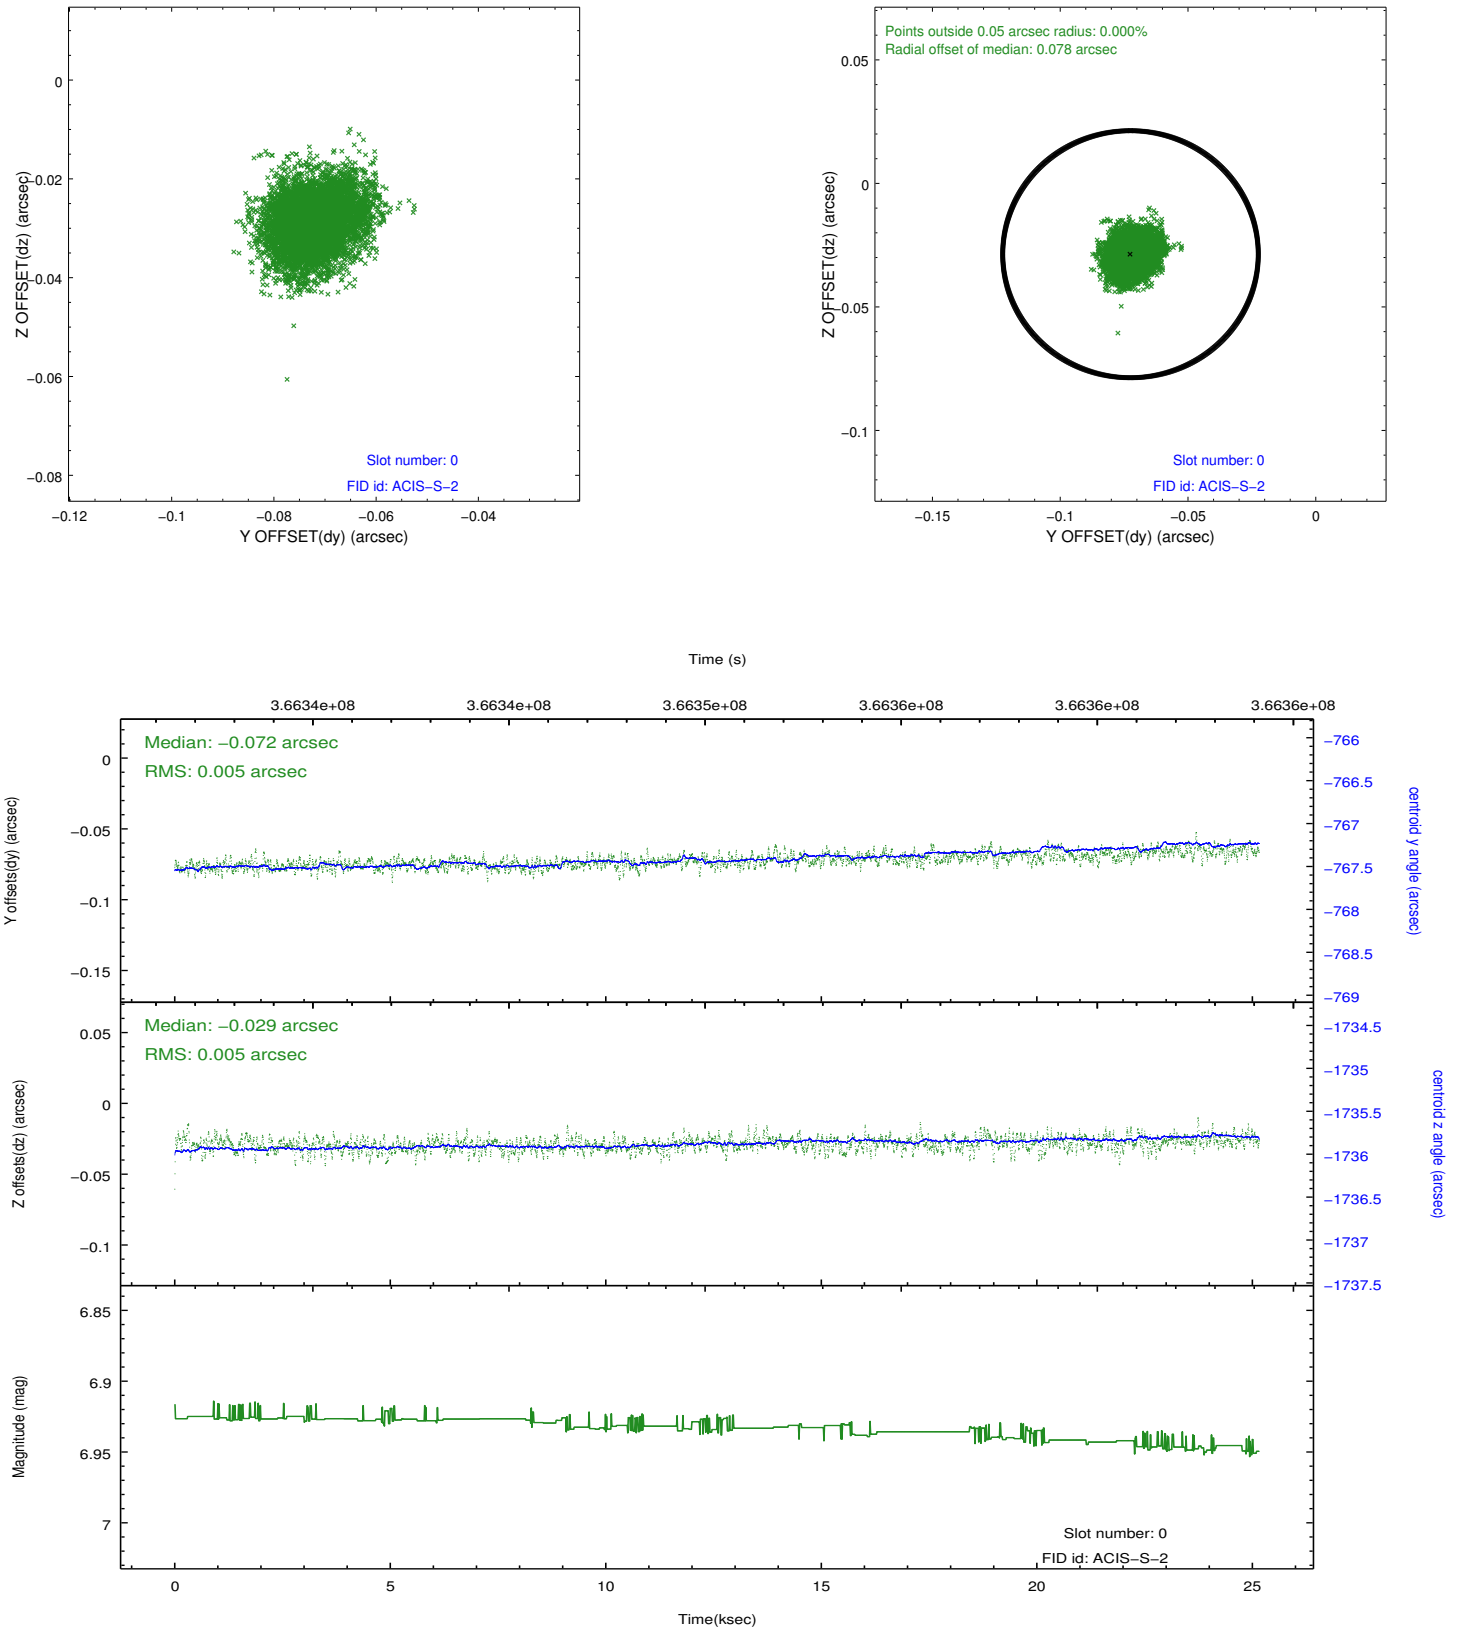 0
−0.02
−0.04
−0.06
−0.08
Z OFFSET(dz) (arcsec)
−0.12
−0.1
−0.08
−0.06
−0.04
Y OFFSET(dy) (arcsec)
Slot number: 0
FID id: ACIS−S−2
Points outside 0.05 arcsec radius: 0.000%
Radial offset of median: 0.078 arcsec
0.05
0
−0.05
−0.1
Z OFFSET(dz) (arcsec)
−0.15
−0.1
−0.05
0
Y OFFSET(dy) (arcsec)
Slot number: 0
FID id: ACIS−S−2
Time (s)
3.6634e+08
3.6634e+08
3.6635e+08
3.6636e+08
3.6636e+08
3.6636e+08
Median: −0.072 arcsec
RMS: 0.005 arcsec
0
−0.05
−0.1
−0.15
Y offsets(dy) (arcsec)
−766
−766.5
−767
−767.5
−768
−768.5
−769
centroid y angle (arcsec)
Median: −0.029 arcsec
RMS: 0.005 arcsec
0.05
0
−0.05
−0.1
Z offsets(dz) (arcsec)
−1734.5
−1735
−1735.5
−1736
−1736.5
−1737
−1737.5
centroid z angle (arcsec)
6.85
6.9
6.95
7
Magnitude (mag)
Slot number: 0
FID id: ACIS−S−2
0
5
10
15
20
25
Time(ksec)